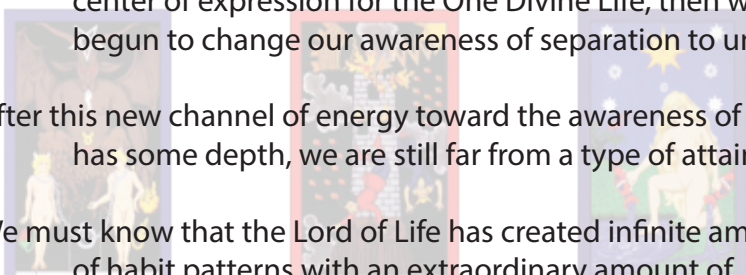 center of expression for the One Divine Life, then w
begun to change our awareness of separation to un
fter this new channel of energy toward the awareness of
has some depth, we are still far from a type of attain
e must know that the Lord of Life has created infinite am
of habit patterns with an extraordinary amount of